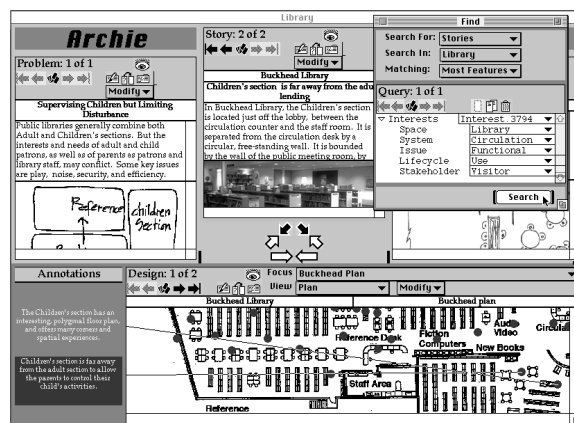 Library
Archie
Problem: 1 of 1
Modify
Supervising Children but Limiting
Disturbance
Public libraries generally combine both
Adult and Children's sections. But the
interests and needs of adult and child
patrons, as well as of parents as patrons and
library staff, may conflict. Some key issues
are play, noise, security, and efficiency.
Reference
children
Section
Story: 2 of 2
Modify
Buckhead Library
Children's section is far away from the adu
lending
In Buckhead Library, the Children's section
is located just off the lobby, between the
circulation counter and the staff room. It is
separated from the circulation desk by a
circular, free-standing wall. It is bounded
by the wall of the public meeting room, by
Find
Search For: Stories
Search In: Library
Matching: Most Features
Query: 1 of 1
Interests Interest.3794
Space Library
System Circulation
Issue Functional
Lifecycle Use
Stakeholder Visitor
Search
Annotations
The Children's section has an
interesting, polygonal floor plan,
and offers many corners and
spatial experiences.
Children's section is far away
from the adult section to allow
the parents to control their
child's activities.
Design: 1 of 2
Focus Buckhead Plan
View Plan
Modify
Buckhead Library
Buckhead plan
Reference Desk
Fiction
Computers
Audio
Video
Circula
New Books
Staff Area
Reference